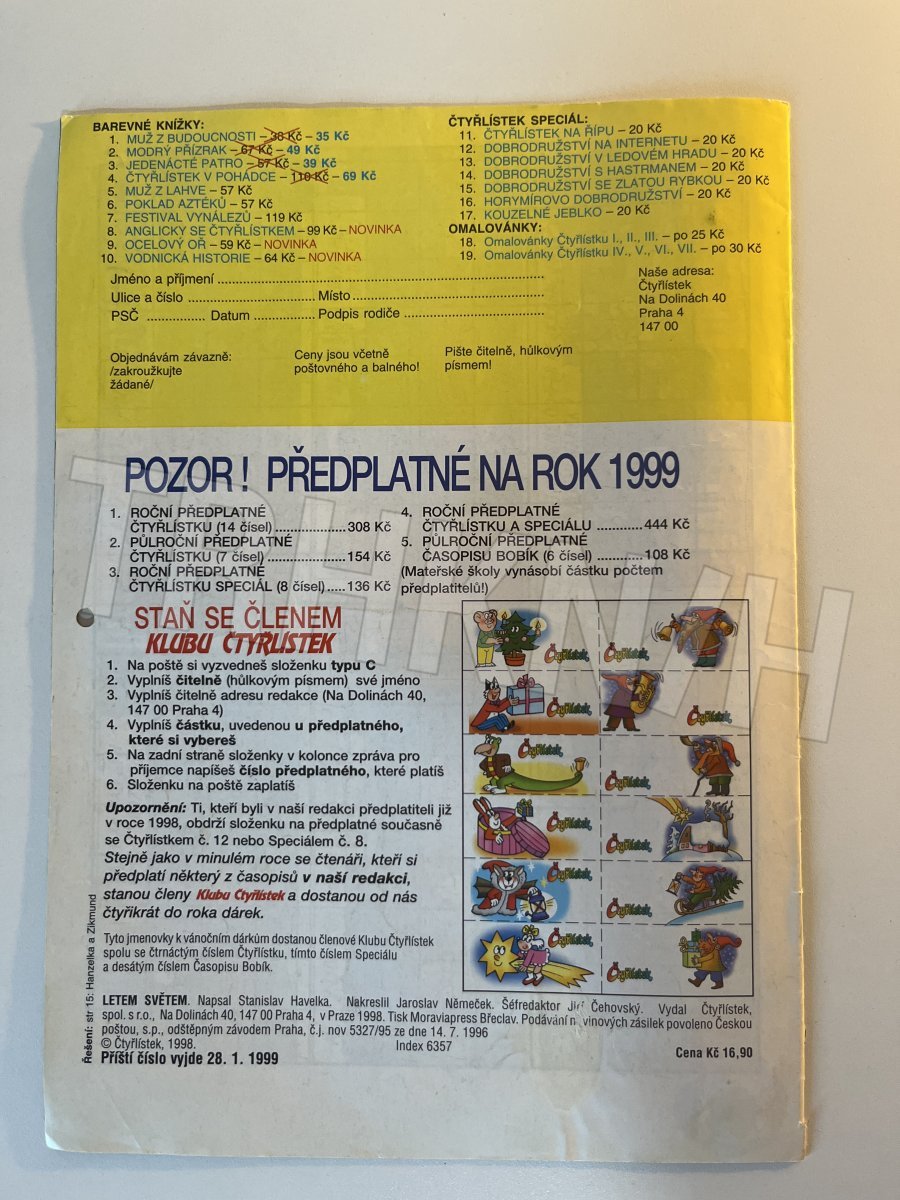 BAREVNÉ KNÍŽKY:
1. MUŽ Z BUDOUCNOSTI – 38 Kč – 35 Kč
2. MODRÝ PŘÍZRAK – 67 Kč – 49 Kč
3. JEDENÁCTÉ PATRO – 57 Kč – 39 Kč
4. ČTYŘLÍSTEK V POHÁDCE – 110 Kč – 69 Kč
5. MUŽ Z LAHVE – 57 Kč
6. POKLAD AZTÉKŮ – 57 Kč
7. FESTIVAL VYNÁLEZŮ – 119 Kč
8. ANGLICKY SE ČTYŘLÍSTKEM – 99 Kč – NOVINKA
9. OCELOVÝ OŘ – 59 Kč – NOVINKA
10. VODNICKÁ HISTORIE – 64 Kč – NOVINKA
ČTYŘLÍSTEK SPECIÁL:
11. ČTYŘLÍSTEK NA ŘÍPU – 20 Kč
12. DOBRODRUŽSTVÍ NA INTERNETU – 20 Kč
13. DOBRODRUŽSTVÍ V LEDOVÉM HRADU – 20 Kč
14. DOBRODRUŽSTVÍ S HASTRMANEM – 20 Kč
15. DOBRODRUŽSTVÍ SE ZLATOU RYBKOU – 20 Kč
16. HORYMÍROVO DOBRODRUŽSTVÍ – 20 Kč
17. KOUZELNÉ JEBLKO – 20 Kč
OMALOVÁNKY:
18. Omalovánky Čtyřlístku I., II., III. – po 25 Kč
19. Omalovánky Čtyřlístku IV., V., VI., VII. – po 30 Kč
Jméno a příjmení ........................
Ulice a číslo ........................ Místo........................
PSČ ................ Datum ................ Podpis rodiče ........................
Naše adresa:
Čtyřlístek
Na Dolinách 40
Praha 4
147 00
Objednávám závazně:
/zakroužkujte
žádané/
Ceny jsou včetně
poštovného a balného!
Pište čitelně, hůlkovým
písmem!
POZOR! PŘEDPLATNÉ NA ROK 1999
1. ROČNÍ PŘEDPLATNÉ
ČTYŘLÍSTKU (14 čísel) .................... 308 Kč
2. PŮLROČNÍ PŘEDPLATNÉ
ČTYŘLÍSTKU (7 čísel) ...................... 154 Kč
3. ROČNÍ PŘEDPLATNÉ
ČTYŘLÍSTKU SPECIÁL (8 čísel)..... 136 Kč
4. ROČNÍ PŘEDPLATNÉ
ČTYŘLÍSTKU A SPECIÁLU ............ 444 Kč
5. PŮLROČNÍ PŘEDPLATNÉ
ČASOPISU BOBÍK (6 čísel) ............. 108 Kč
(Mateřské školy vynásobí částku počtem
předplatitelů!)
STAŇ SE ČLENEM
KLUBU ČTYŘLÍSTEK
1. Na poště si vyzvedneš složenku typu C
2. Vyplníš čitelně (hůlkovým písmem) své jméno
3. Vyplníš čitelně adresu redakce (Na Dolinách 40,
147 00 Praha 4)
4. Vyplníš částku, uvedenou u předplatného,
které si vybereš
5. Na zadní straně složenky v kolonce zpráva pro
příjemce napíšeš číslo předplatného, které platíš
6. Složenku na poště zaplatíš
Upozornění: Ti, kteří byli v naší redakci předplatiteli již
v roce 1998, obdrží složenku na předplatné současně
se Čtyřlístkem č. 12 nebo Speciálem č. 8.
Stejně jako v minulém roce se čtenáři, kteří si
předplatí některý z časopisů v naší redakci,
stanou členy Klubu Čtyřlístek a dostanou od nás
čtyřikrát do roka dárek.
Tyto jmenovky k vánočním dárkům dostanou členové Klubu Čtyřlístek
spolu se čtrnáctým číslem Čtyřlístku, tímto číslem Speciálu
a desátým číslem Časopisu Bobík.
Čtyřlístek
Čtyřlístek
Čtyřlístek
Čtyřlístek
Čtyřlístek
Čtyřlístek
Čtyřlístek
Čtyřlístek
Čtyřlístek
Čtyřlístek
Čtyřlístek
Čtyřlístek
Řešení: str 15: Hanzelka a Zikmund
LETEM SVĚTEM. Napsal Stanislav Havelka. Nakreslil Jaroslav Němeček. Šéfredaktor Jiří Čehovský. Vydal Čtyřlístek,
spol. s r.o., Na Dolinách 40, 147 00 Praha 4, v Praze 1998. Tisk Moraviapress Břeclav. Podávání novinových zásilek povoleno Českou
poštou, s.p., odštěpným závodem Praha, č.j. nov 5327/95 ze dne 14. 7. 1996
© Čtyřlístek, 1998. Index 6357
Příští číslo vyjde 28. 1. 1999
Cena Kč 16,90